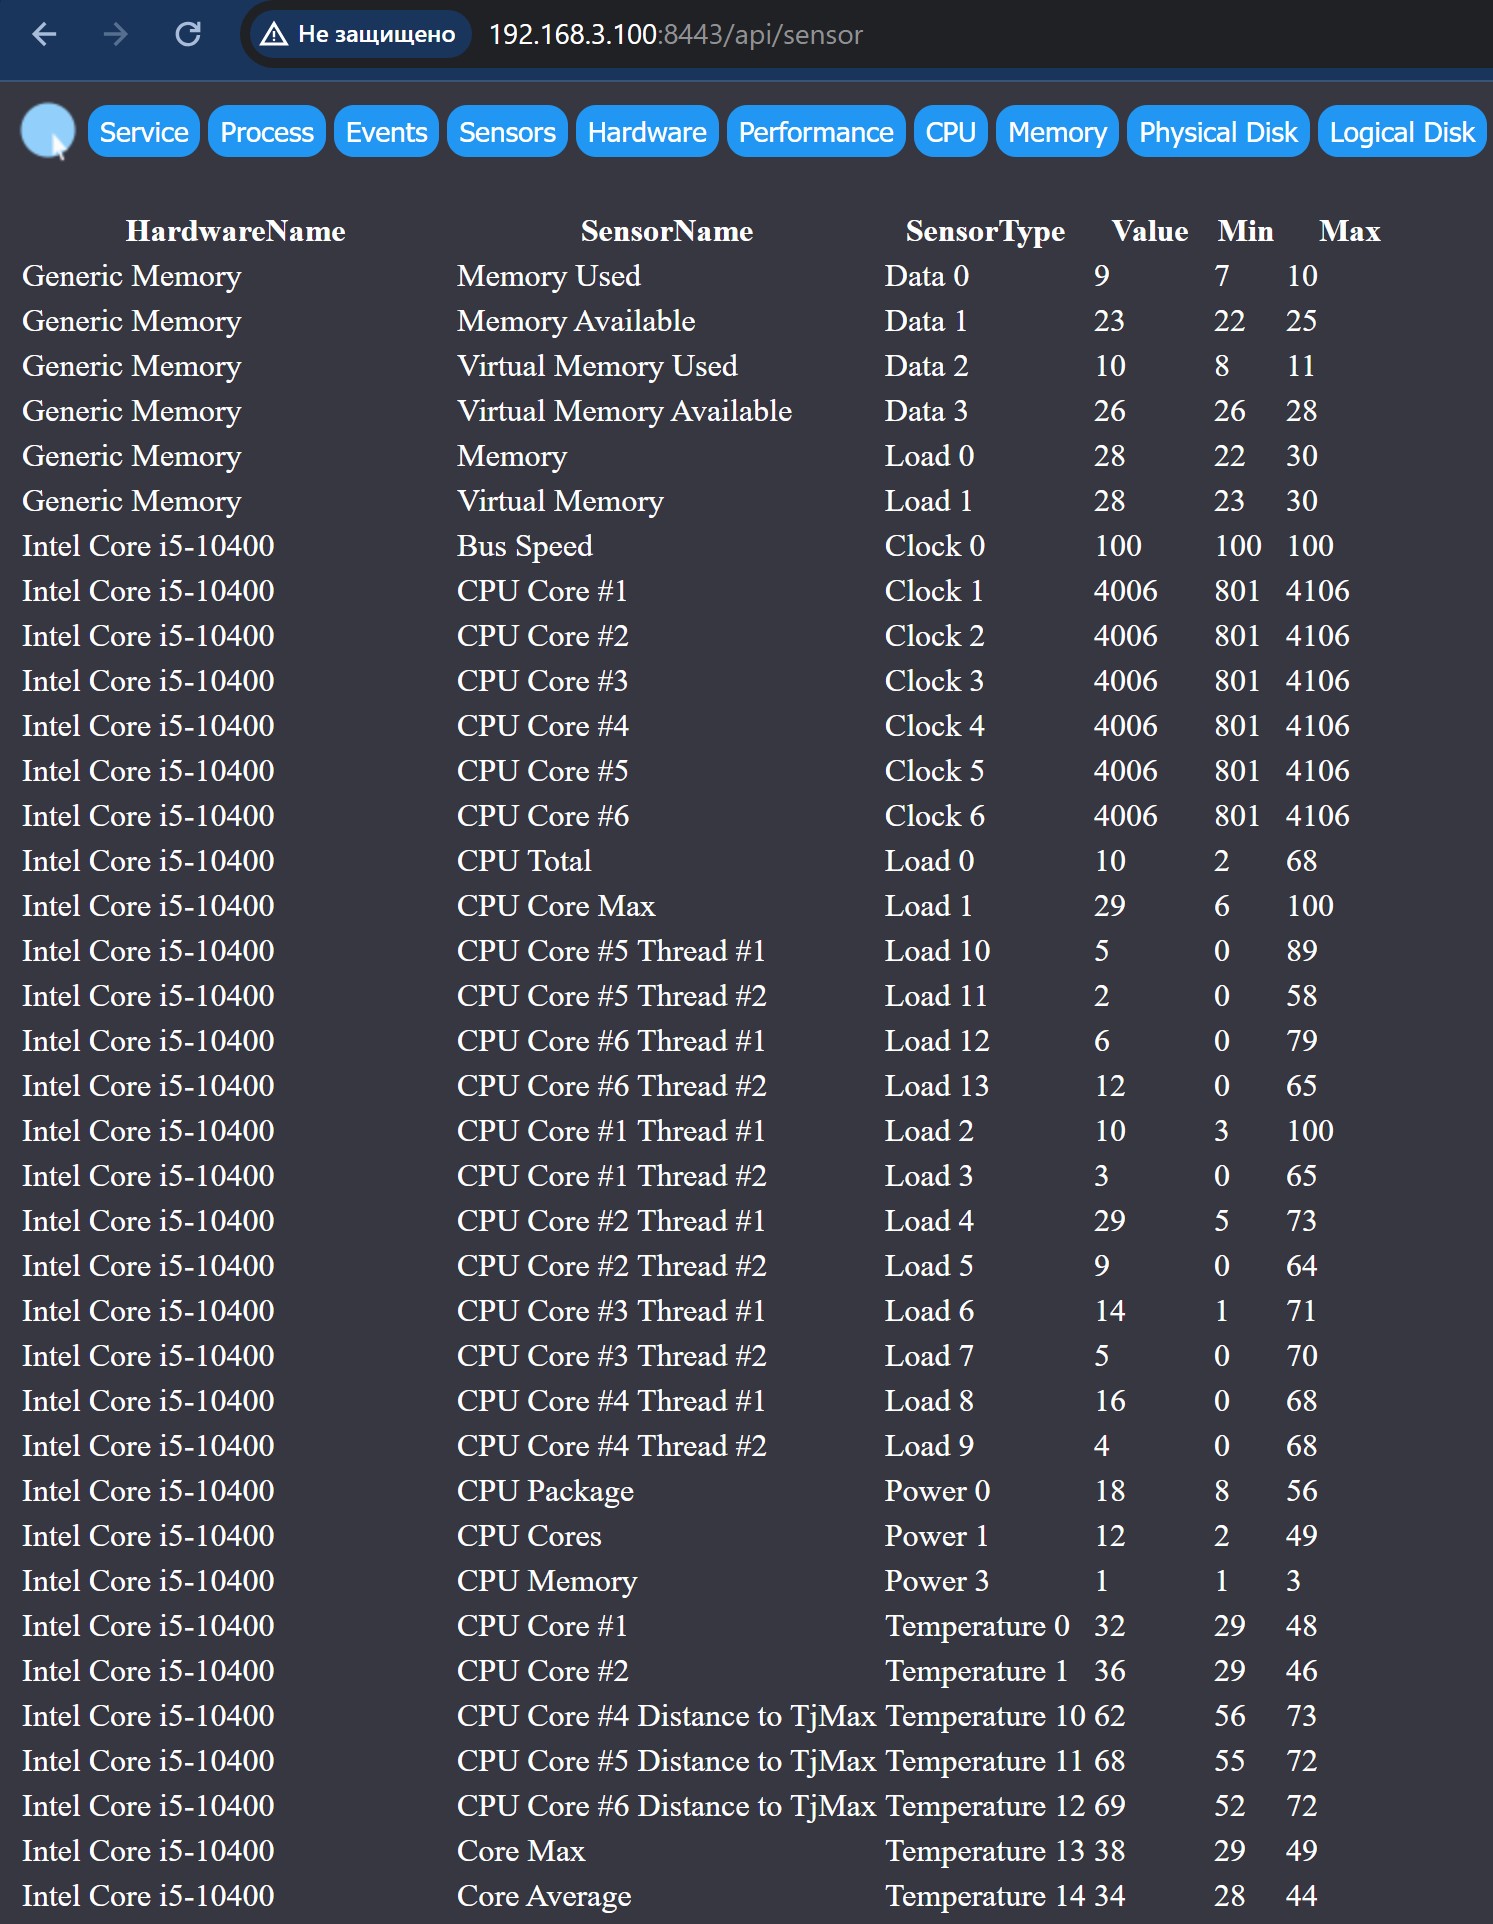 Не защищено 192.168.3.100:8443/api/sensor
Service Process Events Sensors Hardware Performance CPU Memory Physical Disk Logical Disk
HardwareName SensorName SensorType Value Min Max
Generic Memory Memory Used Data 0 9 7 10
Generic Memory Memory Available Data 1 23 22 25
Generic Memory Virtual Memory Used Data 2 10 8 11
Generic Memory Virtual Memory Available Data 3 26 26 28
Generic Memory Memory Load 0 28 22 30
Generic Memory Virtual Memory Load 1 28 23 30
Intel Core i5-10400 Bus Speed Clock 0 100 100 100
Intel Core i5-10400 CPU Core #1 Clock 1 4006 801 4106
Intel Core i5-10400 CPU Core #2 Clock 2 4006 801 4106
Intel Core i5-10400 CPU Core #3 Clock 3 4006 801 4106
Intel Core i5-10400 CPU Core #4 Clock 4 4006 801 4106
Intel Core i5-10400 CPU Core #5 Clock 5 4006 801 4106
Intel Core i5-10400 CPU Core #6 Clock 6 4006 801 4106
Intel Core i5-10400 CPU Total Load 0 10 2 68
Intel Core i5-10400 CPU Core Max Load 1 29 6 100
Intel Core i5-10400 CPU Core #5 Thread #1 Load 10 5 0 89
Intel Core i5-10400 CPU Core #5 Thread #2 Load 11 2 0 58
Intel Core i5-10400 CPU Core #6 Thread #1 Load 12 6 0 79
Intel Core i5-10400 CPU Core #6 Thread #2 Load 13 12 0 65
Intel Core i5-10400 CPU Core #1 Thread #1 Load 2 10 3 100
Intel Core i5-10400 CPU Core #1 Thread #2 Load 3 3 0 65
Intel Core i5-10400 CPU Core #2 Thread #1 Load 4 29 5 73
Intel Core i5-10400 CPU Core #2 Thread #2 Load 5 9 0 64
Intel Core i5-10400 CPU Core #3 Thread #1 Load 6 14 1 71
Intel Core i5-10400 CPU Core #3 Thread #2 Load 7 5 0 70
Intel Core i5-10400 CPU Core #4 Thread #1 Load 8 16 0 68
Intel Core i5-10400 CPU Core #4 Thread #2 Load 9 4 0 68
Intel Core i5-10400 CPU Package Power 0 18 8 56
Intel Core i5-10400 CPU Cores Power 1 12 2 49
Intel Core i5-10400 CPU Memory Power 3 1 1 3
Intel Core i5-10400 CPU Core #1 Temperature 0 32 29 48
Intel Core i5-10400 CPU Core #2 Temperature 1 36 29 46
Intel Core i5-10400 CPU Core #4 Distance to TjMax Temperature 10 62 56 73
Intel Core i5-10400 CPU Core #5 Distance to TjMax Temperature 11 68 55 72
Intel Core i5-10400 CPU Core #6 Distance to TjMax Temperature 12 69 52 72
Intel Core i5-10400 Core Max Temperature 13 38 29 49
Intel Core i5-10400 Core Average Temperature 14 34 28 44